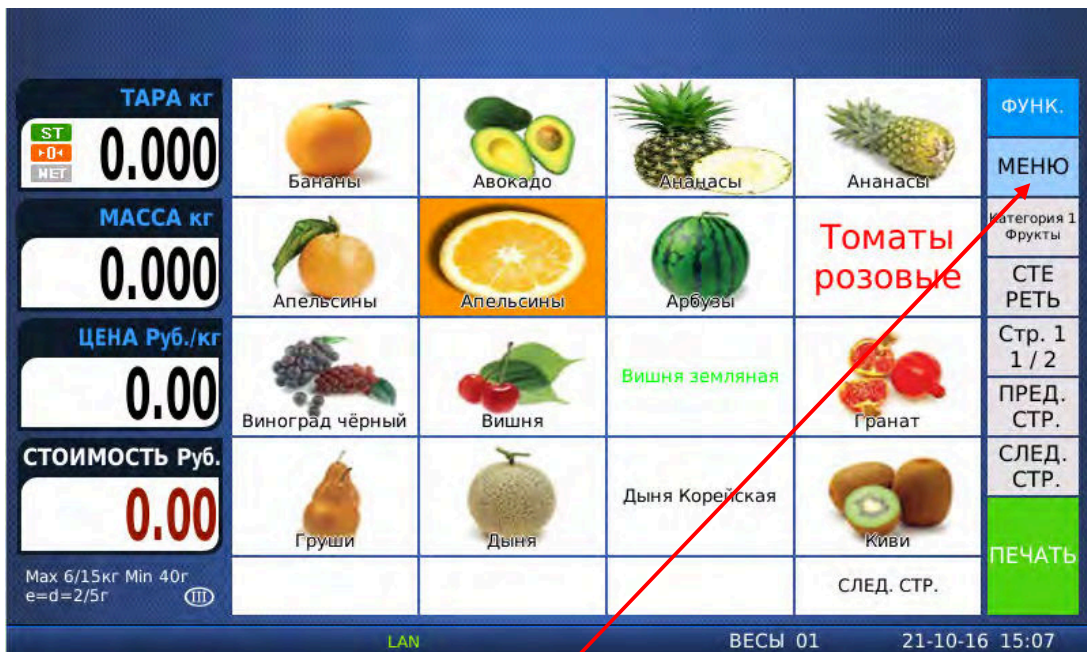 ТАРА кг
ST
▸0◂
NET
0.000
МАССА кг
0.000
ЦЕНА Руб./кг
0.00
СТОИМОСТЬ Руб.
0.00
Max 6/15кг Min 40г
e=d=2/5г
III
Бананы
Авокадо
Ананасы
Ананасы
Апельсины
Апельсины
Арбузы
Томаты
розовые
Виноград чёрный
Вишня
Вишня земляная
Гранат
Груши
Дыня
Дыня Корейская
Киви
СЛЕД. СТР.
ФУНК.
МЕНЮ
Категория 1
Фрукты
СТЕ
РЕТЬ
Стр. 1
1 / 2
ПРЕД.
СТР.
СЛЕД.
СТР.
ПЕЧАТЬ
LAN
ВЕСЫ 01
21-10-16 15:07